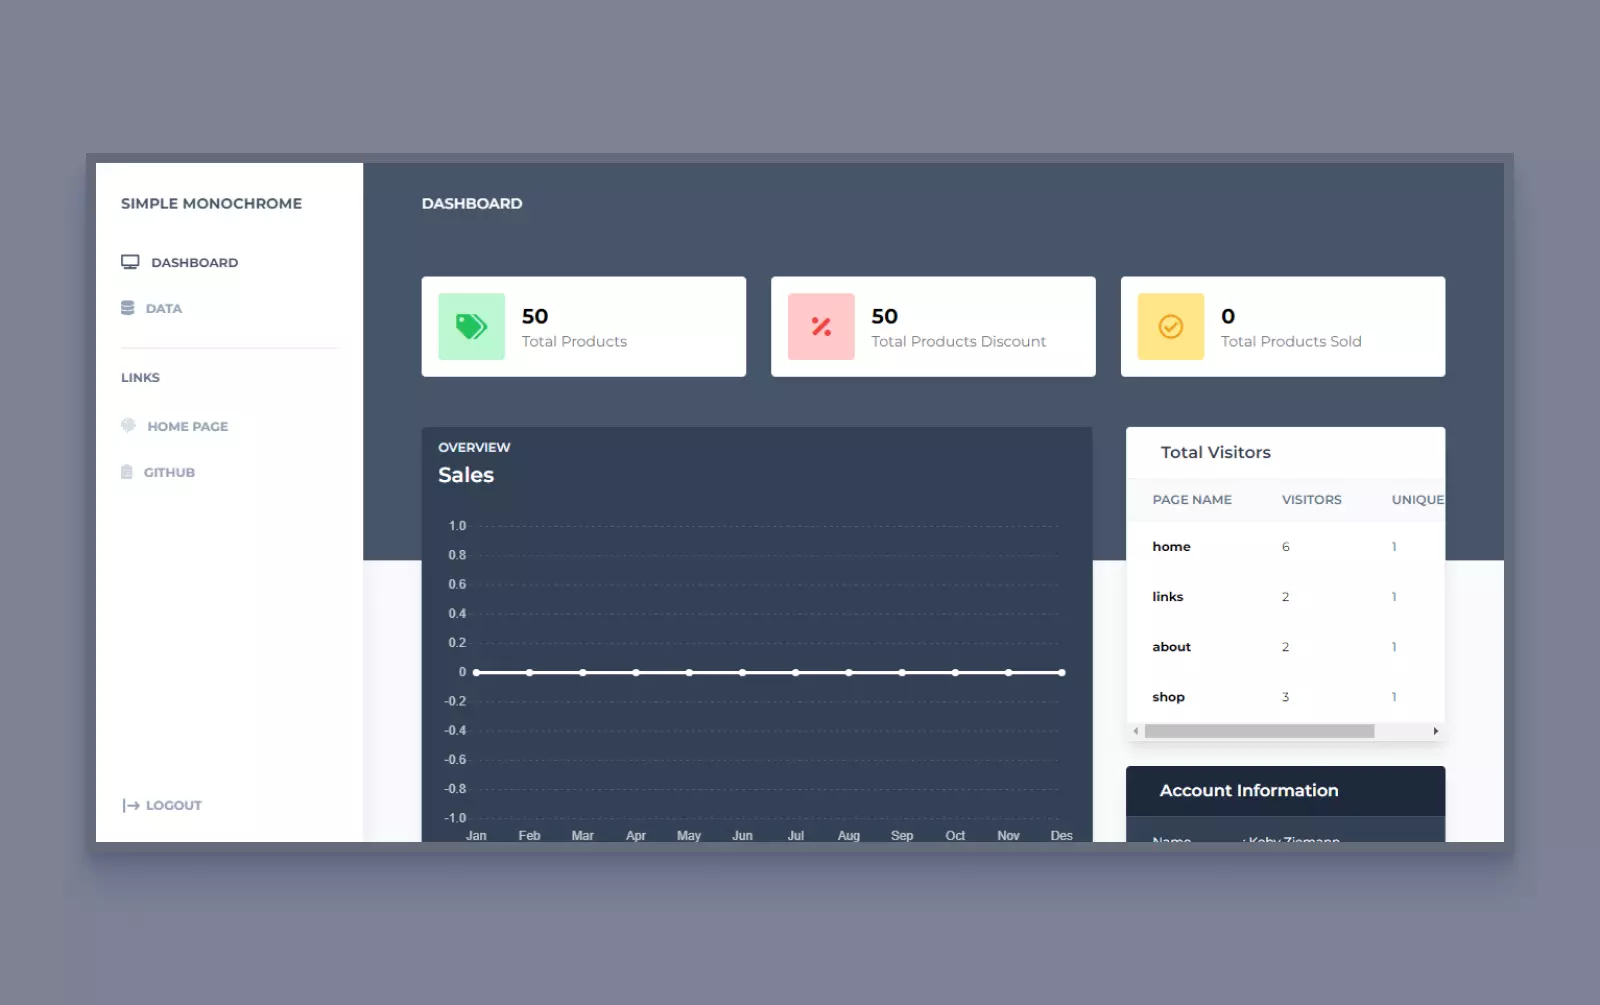 SIMPLE MONOCHROME
DASHBOARD
DATA
LINKS
HOME PAGE
GITHUB
LOGOUT
DASHBOARD
50
Total Products
50
Total Products Discount
0
Total Products Sold
OVERVIEW
Sales
1.0
0.8
0.6
0.4
0.2
0
-0.2
-0.4
-0.6
-0.8
-1.0
Jan Feb Mar Apr May Jun Jul Aug Sep Oct Nov Des
Total Visitors
PAGE NAME VISITORS UNIQUE
home 6 1
links 2 1
about 2 1
shop 3 1
Account Information
Name : Koby Ziemann